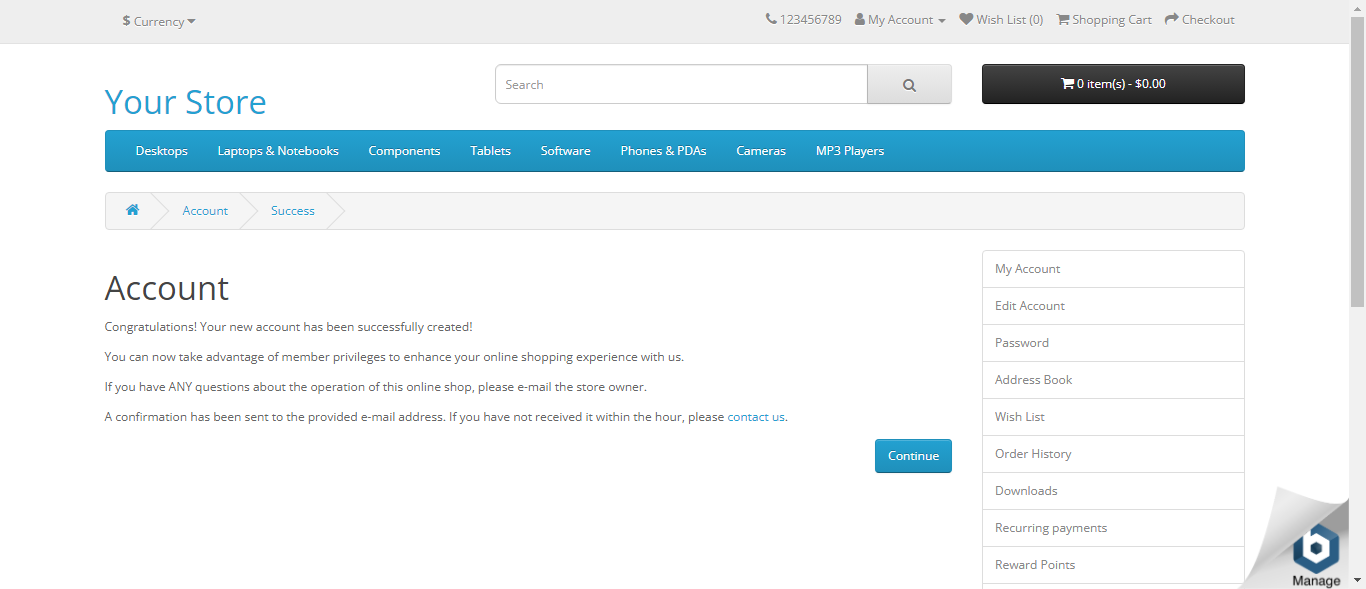 $ Currency
123456789 My Account Wish List (0) Shopping Cart Checkout
Your Store
Search
0 item(s) - $0.00
Desktops Laptops & Notebooks Components Tablets Software Phones & PDAs Cameras MP3 Players
Account Success
Account
Congratulations! Your new account has been successfully created!
You can now take advantage of member privileges to enhance your online shopping experience with us.
If you have ANY questions about the operation of this online shop, please e-mail the store owner.
A confirmation has been sent to the provided e-mail address. If you have not received it within the hour, please contact us.
Continue
My Account
Edit Account
Password
Address Book
Wish List
Order History
Downloads
Recurring payments
Reward Points
b
Manage